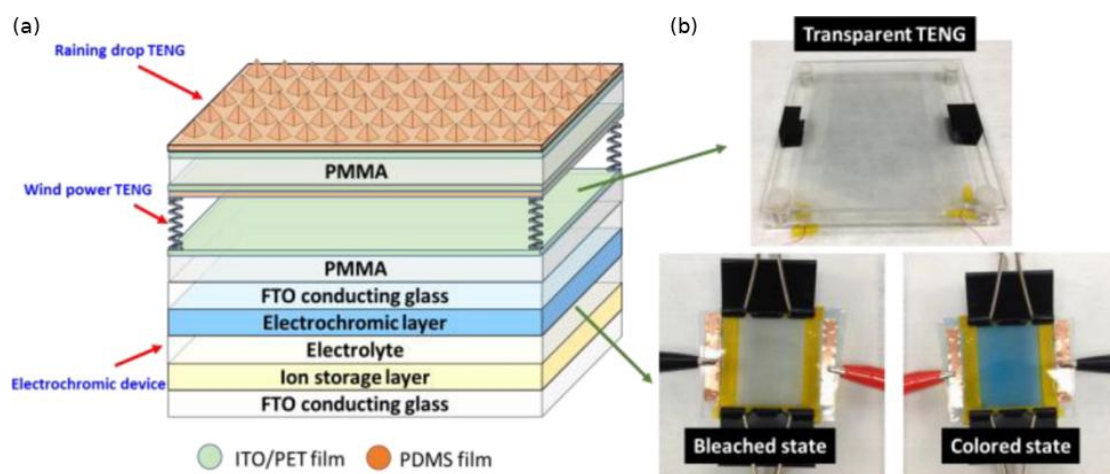 (a)
Raining drop TENG
PMMA
Wind power TENG
PMMA
FTO conducting glass
Electrochromic layer
Electrolyte
Electrochromic device
Ion storage layer
FTO conducting glass
ITO/PET film
PDMS film
(b)
Transparent TENG
Bleached state
Colored state